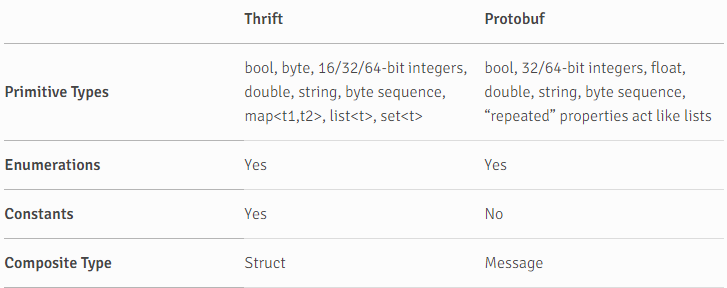 Thrift Protobuf
Primitive Types
bool, byte, 16/32/64-bit integers,
double, string, byte sequence,
map<t1,t2>, list<t>, set<t>
bool, 32/64-bit integers, float,
double, string, byte sequence,
“repeated” properties act like lists
Enumerations Yes Yes
Constants Yes No
Composite Type Struct Message